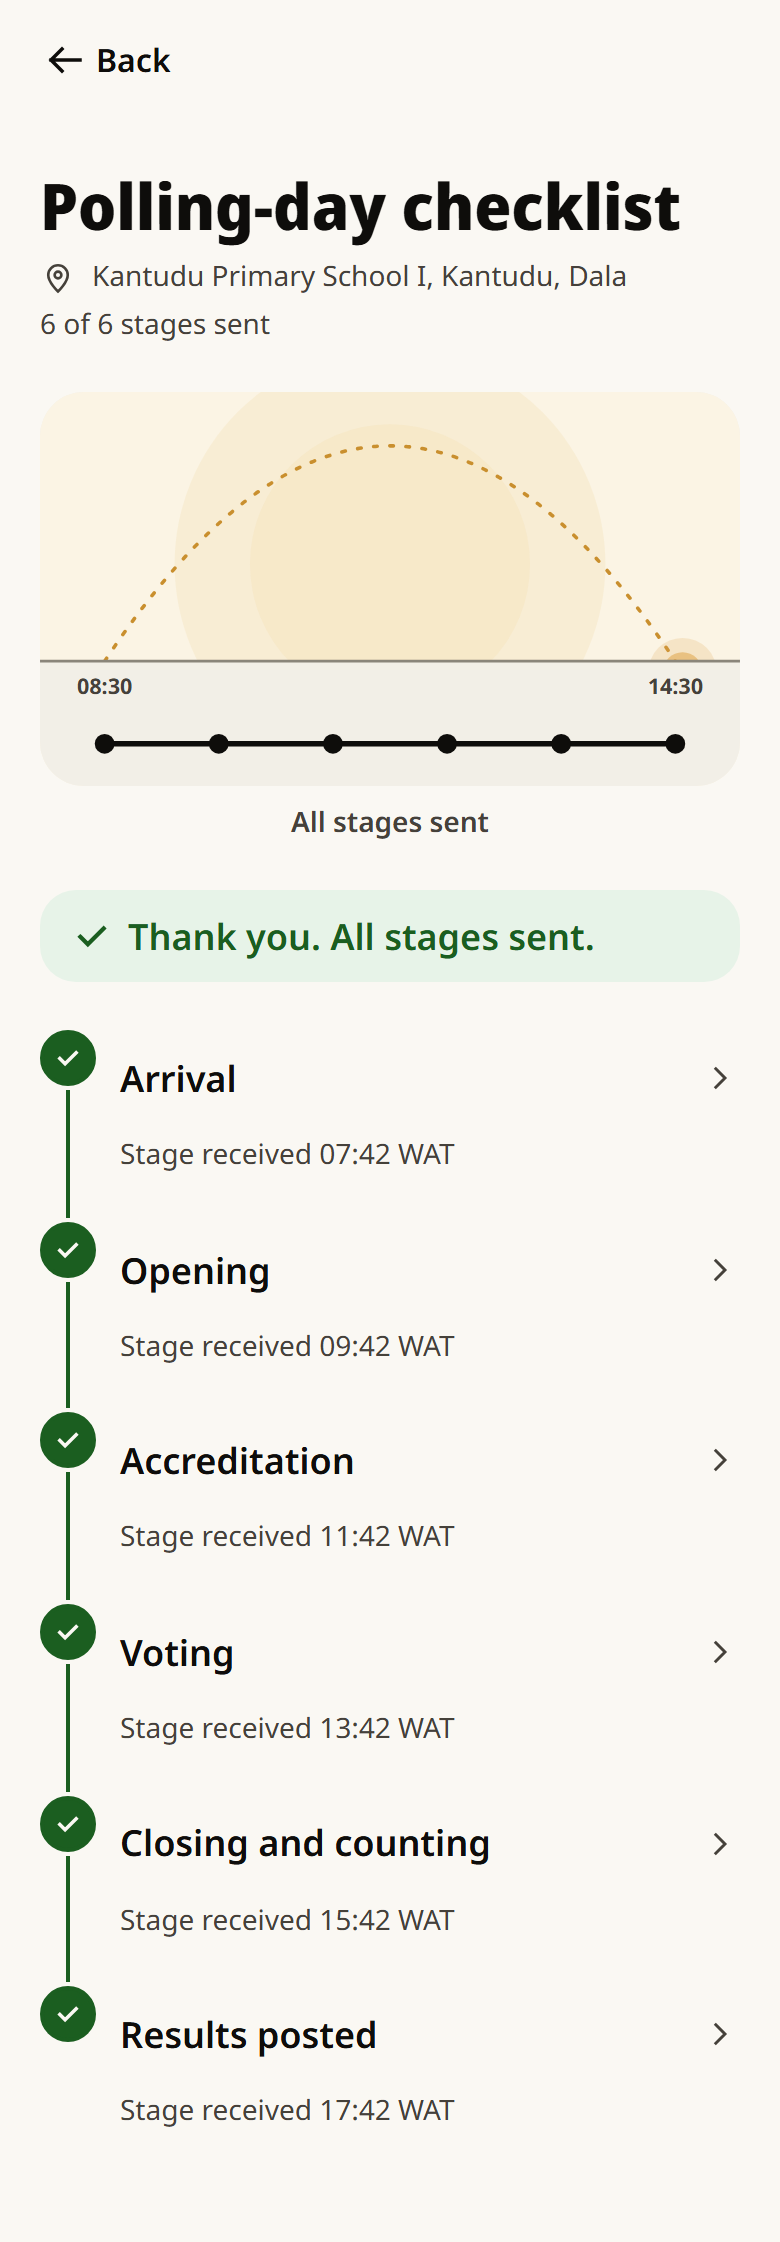 Back
Polling-day checklist
Kantudu Primary School I, Kantudu, Dala
6 of 6 stages sent
08:30
14:30
All stages sent
Thank you. All stages sent.
Arrival
Stage received 07:42 WAT
Opening
Stage received 09:42 WAT
Accreditation
Stage received 11:42 WAT
Voting
Stage received 13:42 WAT
Closing and counting
Stage received 15:42 WAT
Results posted
Stage received 17:42 WAT